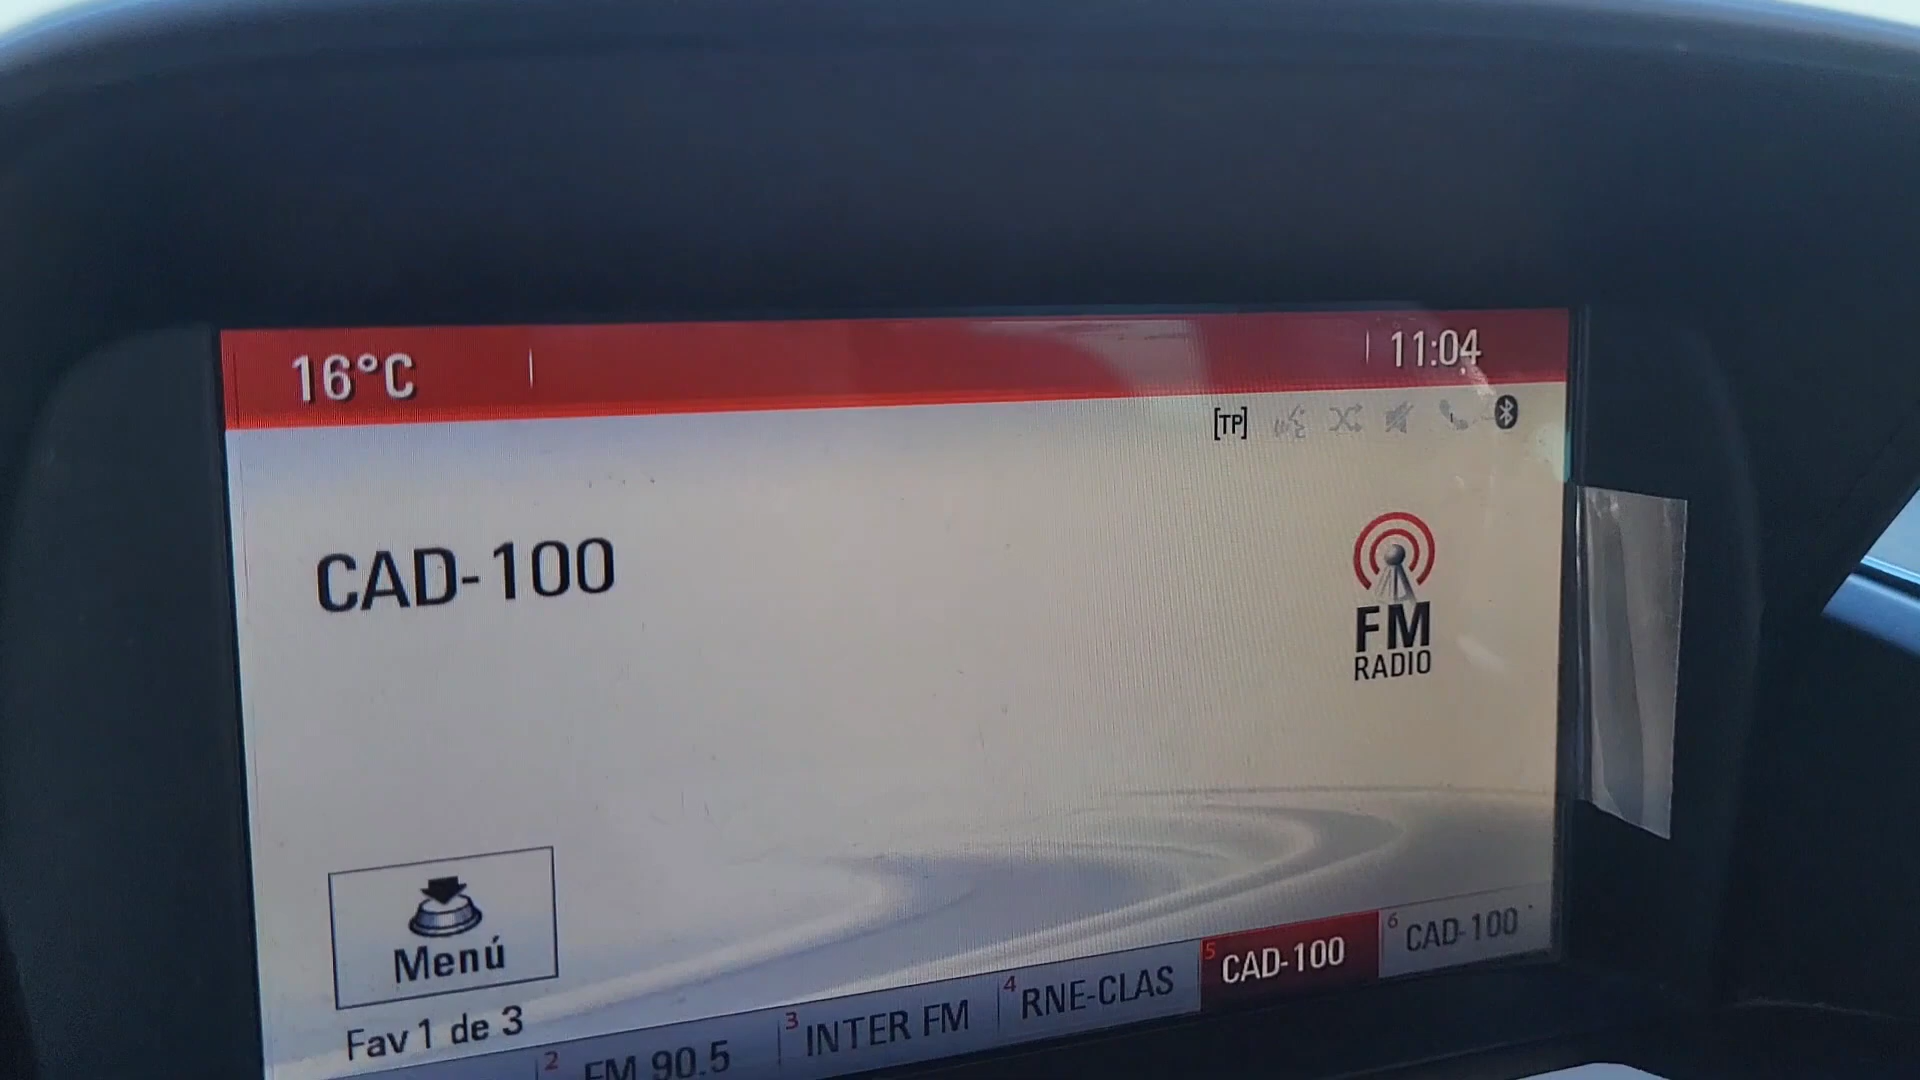 16°C
11:04
[TP]
CAD-100
FM
RADIO
Menú
Fav 1 de 3
2 FM 90.5
3 INTER FM
4 RNE-CLAS
5 CAD-100
6 CAD-100